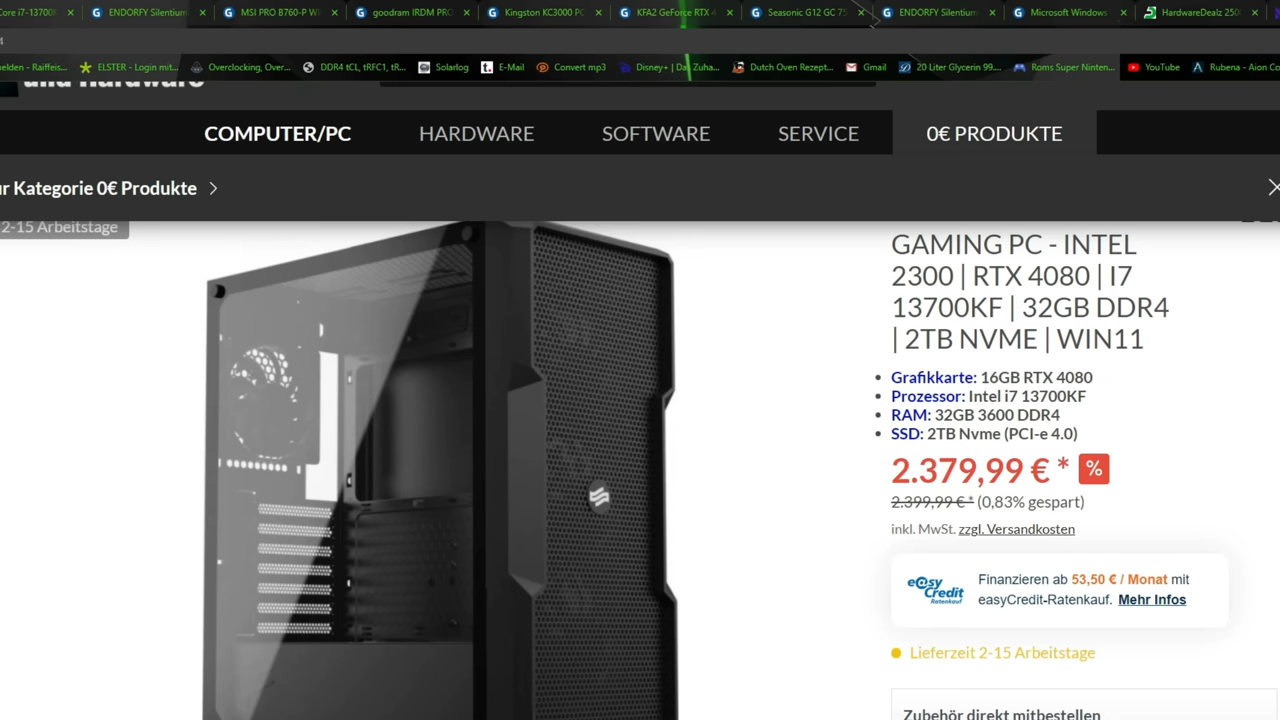 Core i7-13700K
ENDORFY Silentium
MSI PRO B760-P Wi
goodram IRDM PRO
Kingston KC3000 PC
KFA2 GeForce RTX 4
Seasonic G12 GC 75
ENDORFY Silentium
Microsoft Windows
HardwareDealz 250
elden - Raiffeis...
ELSTER - Login mit...
Overclocking, Over...
DDR4 tCL, tRFC1, tR...
Solarlog
E-Mail
Convert mp3
Disney+ | Das Zuha...
Dutch Oven Rezept...
Gmail
20 Liter Glycerin 99....
Roms Super Ninten...
YouTube
Rubena - Aion Co
und Hardware
COMPUTER/PC
HARDWARE
SOFTWARE
SERVICE
0€ PRODUKTE
ur Kategorie 0€ Produkte
2-15 Arbeitstage
GAMING PC - INTEL
2300 | RTX 4080 | I7
13700KF | 32GB DDR4
| 2TB NVME | WIN11
• Grafikkarte: 16GB RTX 4080
• Prozessor: Intel i7 13700KF
• RAM: 32GB 3600 DDR4
• SSD: 2TB Nvme (PCI-e 4.0)
2.379,99 € * %
2.399,99 € * (0,83% gespart)
inkl. MwSt. zzgl. Versandkosten
easyCredit Ratenkauf
Finanzieren ab 53,50 € / Monat mit
easyCredit-Ratenkauf. Mehr Infos
Lieferzeit 2-15 Arbeitstage
Zubehör direkt mitbestellen